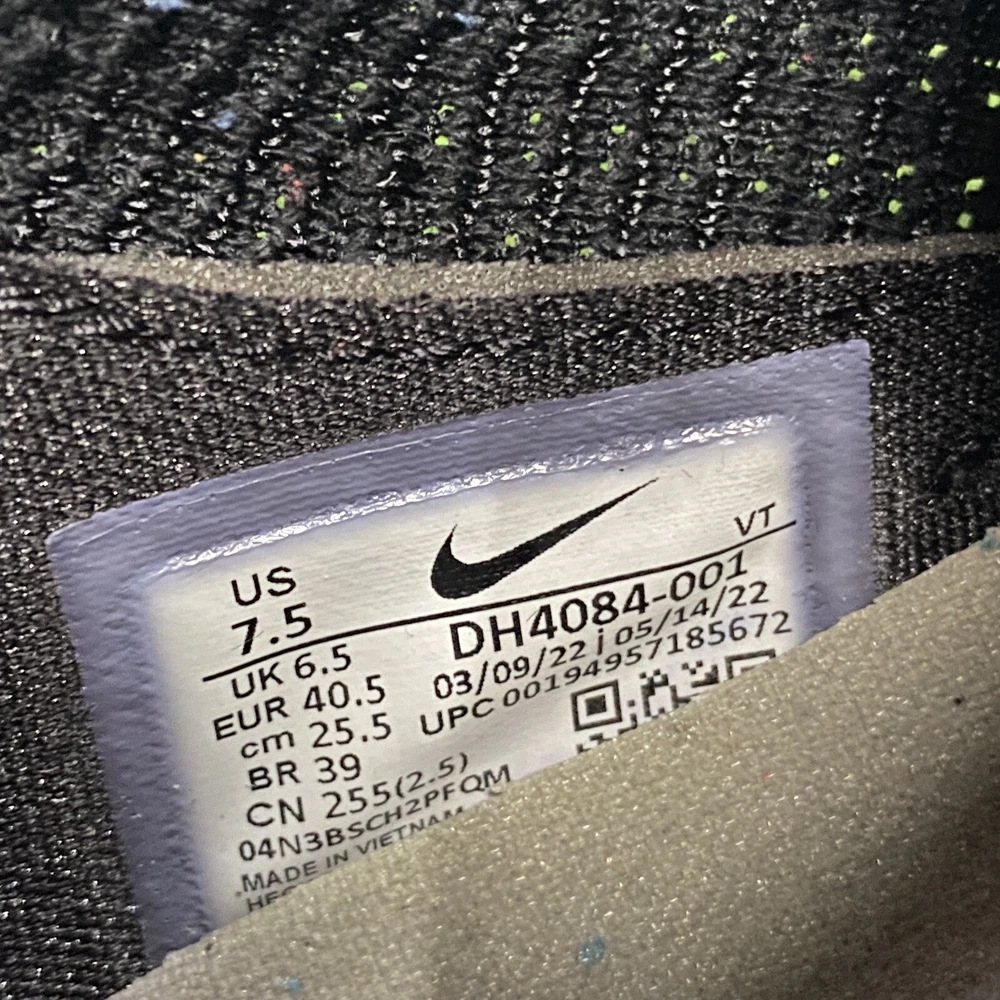 VT
US
7.5
DH4084-001
UK 6.5
03/09/22 i 05/14/22
EUR 40.5
UPC 00194957185672
cm 25.5
BR 39
CN 255(2.5)
04N3BSCH2PFQM
MADE IN VIETNAM